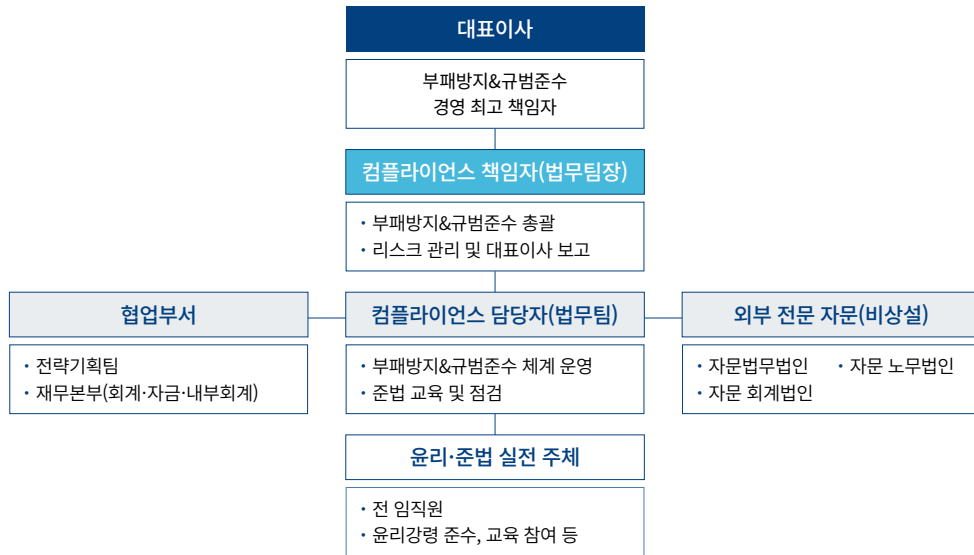 대표이사
부패방지&규범준수
경영 최고 책임자
컴플라이언스 책임자(법무팀장)
· 부패방지&규범준수 총괄
· 리스크 관리 및 대표이사 보고
협업부서
· 전략기획팀
· 재무본부(회계·자금·내부회계)
컴플라이언스 담당자(법무팀)
· 부패방지&규범준수 체계 운영
· 준법 교육 및 점검
외부 전문 자문(비상설)
· 자문법무법인 · 자문 노무법인
· 자문 회계법인
윤리·준법 실전 주체
· 전 임직원
· 윤리강령 준수, 교육 참여 등